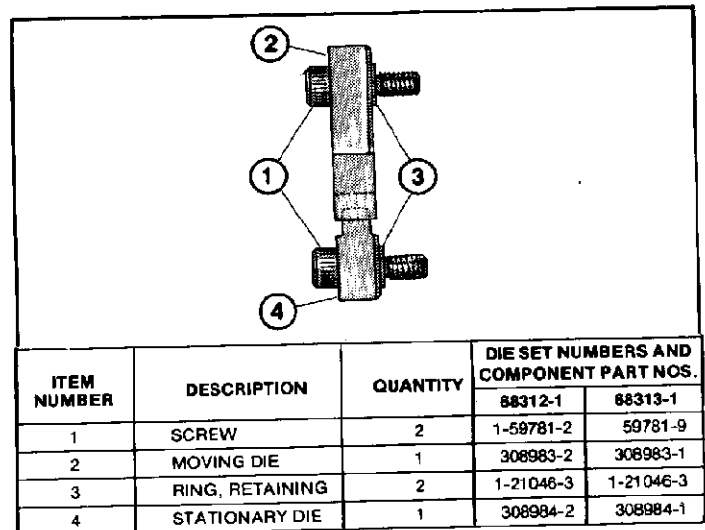 2
1
3
4
ITEM NUMBER DESCRIPTION QUANTITY DIE SET NUMBERS AND COMPONENT PART NOS.
68312-1 68313-1
1 SCREW 2 1-59781-2 59781-9
2 MOVING DIE 1 308983-2 308983-1
3 RING, RETAINING 2 1-21046-3 1-21046-3
4 STATIONARY DIE 1 308984-2 308984-1